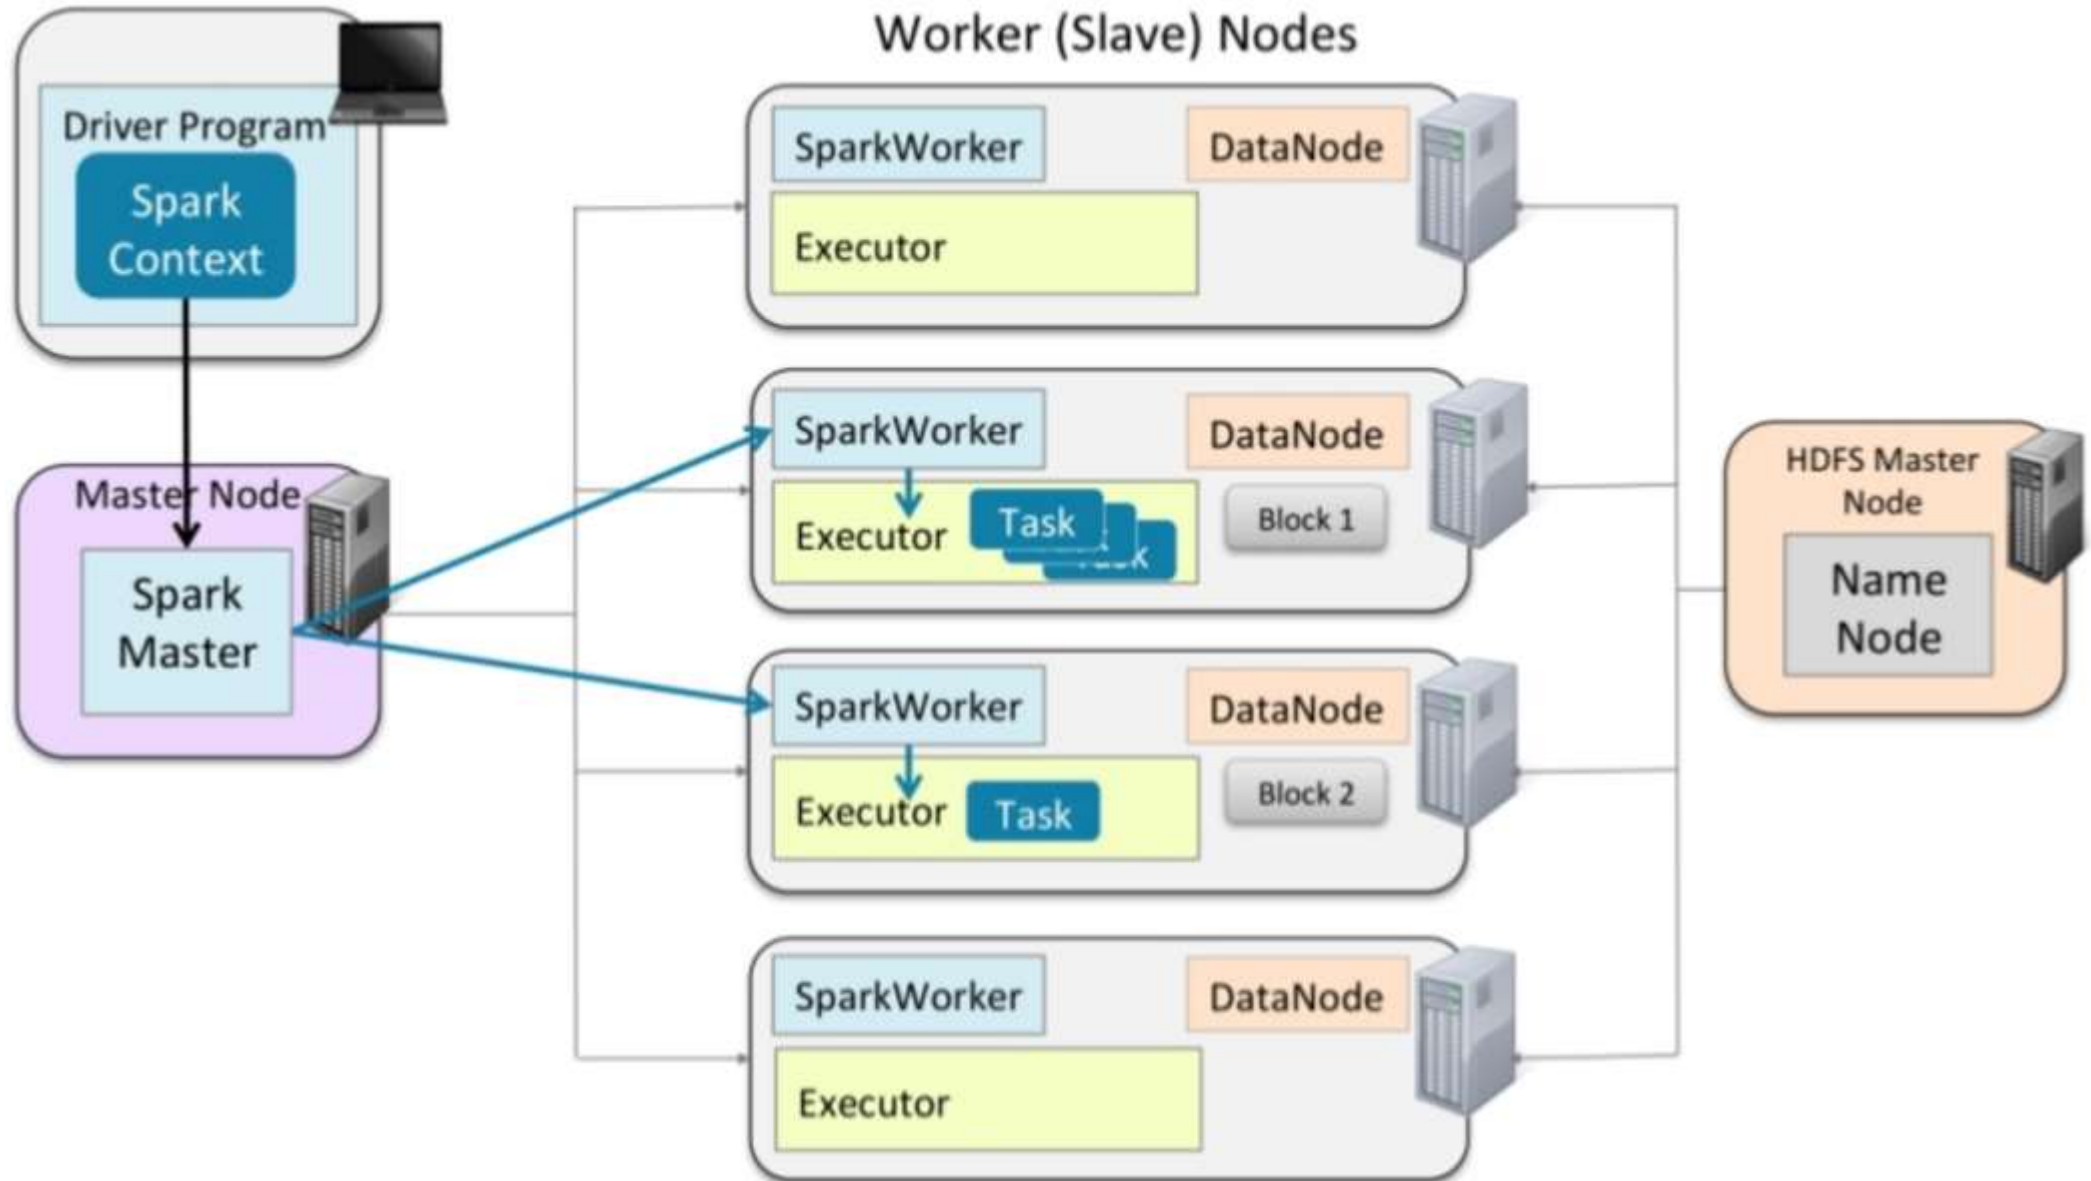 Worker (Slave) Nodes
Driver Program
Spark
Context
Master Node
Spark
Master
SparkWorker
DataNode
Executor
SparkWorker
DataNode
Executor
Task
Block 1
SparkWorker
DataNode
Executor
Task
Block 2
SparkWorker
DataNode
Executor
HDFS Master
Node
Name
Node